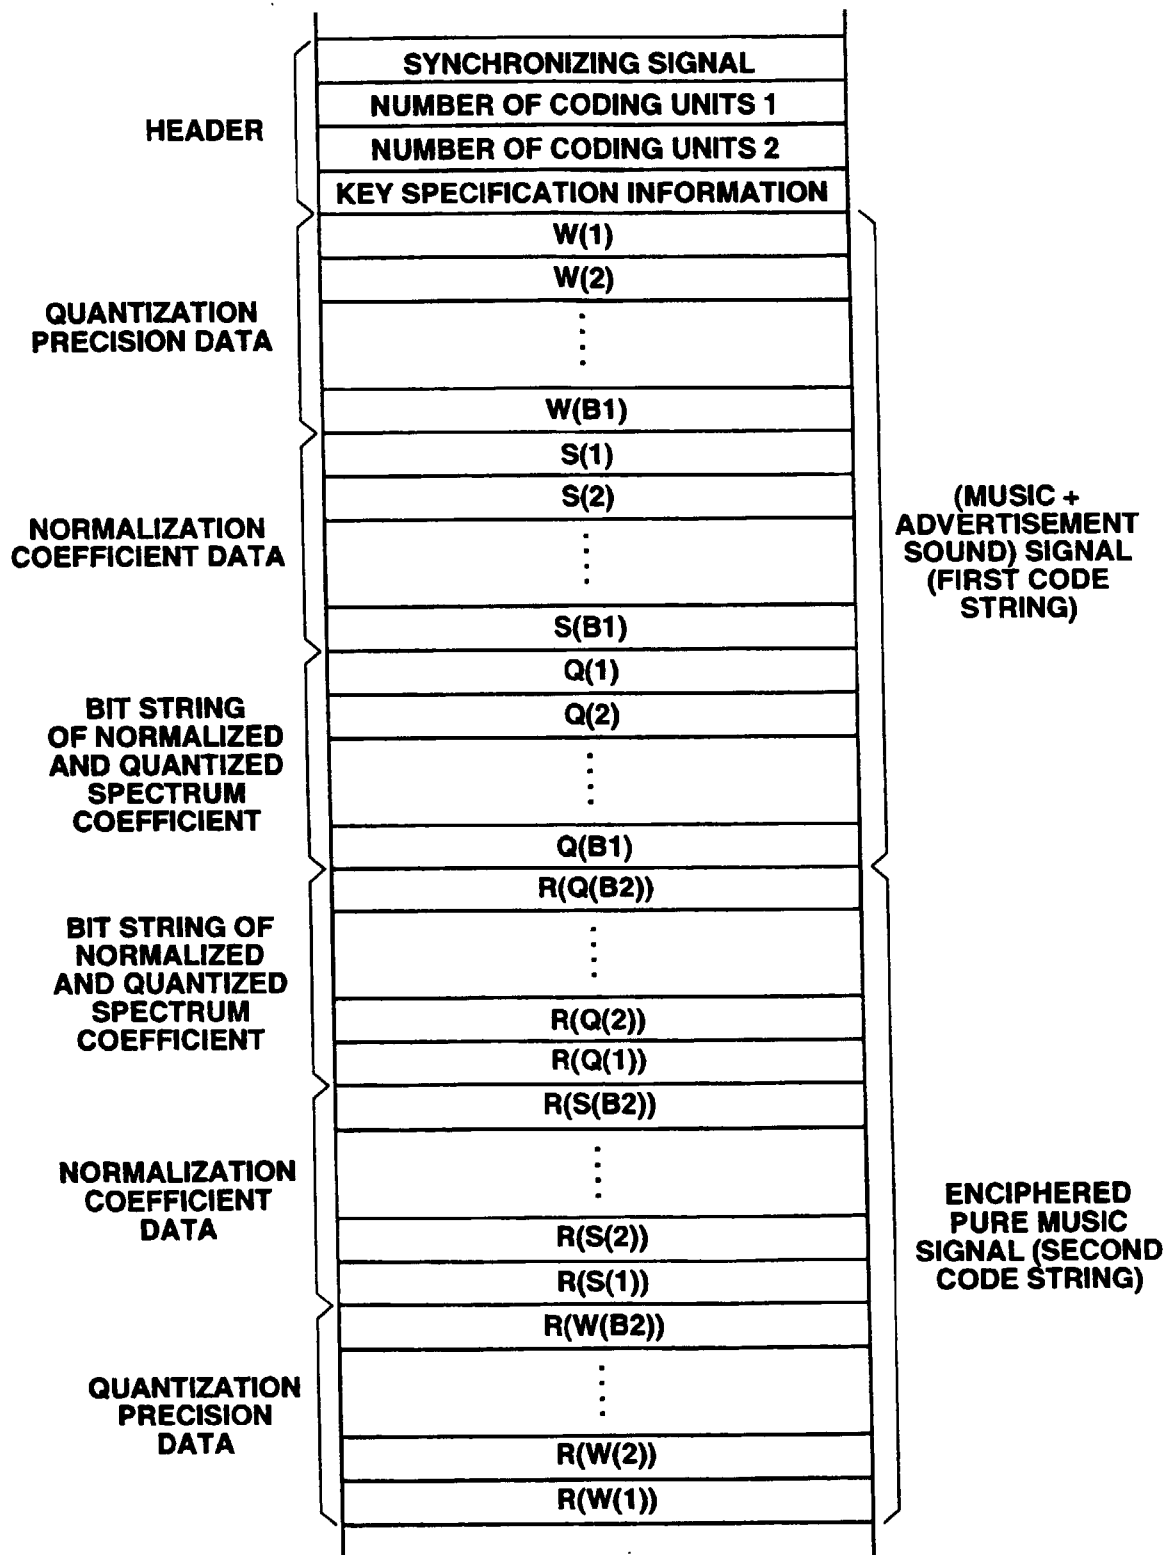 SYNCHRONIZING SIGNAL
NUMBER OF CODING UNITS 1
HEADER
NUMBER OF CODING UNITS 2
KEY SPECIFICATION INFORMATION
W(1)
W(2)
QUANTIZATION
PRECISION DATA
W(B1)
S(1)
S(2)
NORMALIZATION
COEFFICIENT DATA
S(B1)
(MUSIC +
ADVERTISEMENT
SOUND) SIGNAL
(FIRST CODE
STRING)
Q(1)
Q(2)
BIT STRING
OF NORMALIZED
AND QUANTIZED
SPECTRUM
COEFFICIENT
Q(B1)
R(Q(B2))
BIT STRING OF
NORMALIZED
AND QUANTIZED
SPECTRUM
COEFFICIENT
R(Q(2))
R(Q(1))
R(S(B2))
NORMALIZATION
COEFFICIENT
DATA
R(S(2))
R(S(1))
ENCIPHERED
PURE MUSIC
SIGNAL (SECOND
CODE STRING)
R(W(B2))
QUANTIZATION
PRECISION
DATA
R(W(2))
R(W(1))